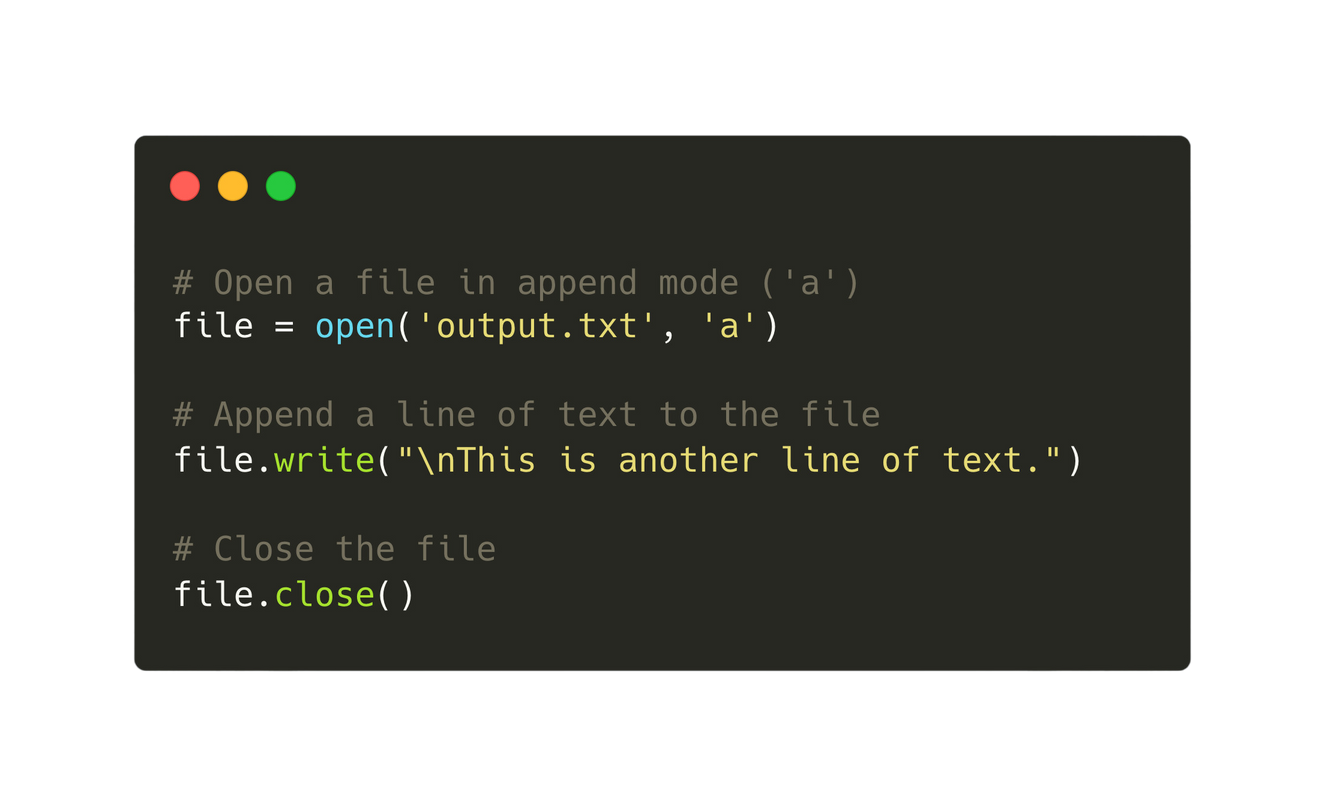 # Open a file in append mode ('a')
file = open('output.txt', 'a')
# Append a line of text to the file
file.write("\nThis is another line of text.")
# Close the file
file.close()